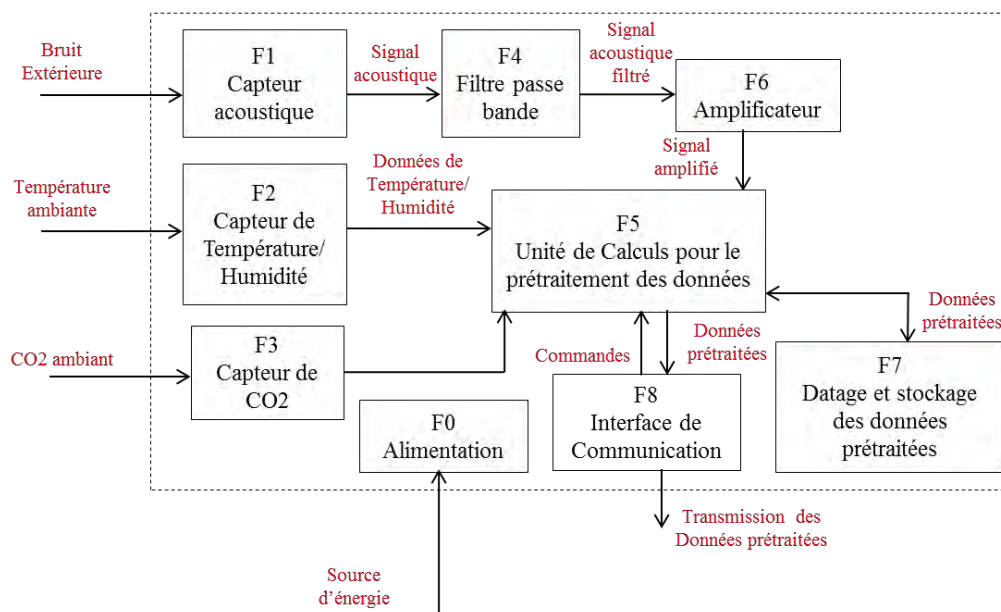 Bruit
Extérieure
F1
Capteur
acoustique
Signal
acoustique
F4
Filtre passe
bande
Signal
acoustique
filtré
F6
Amplificateur
Signal
amplifié
Température
ambiante
F2
Capteur de
Température/
Humidité
Données de
Température/
Humidité
F5
Unité de Calculs pour le
prétraitement des données
CO2 ambiant
F3
Capteur de
CO2
Commandes
Données
prétraitées
Données
prétraitées
F7
Datage et stockage
des données
prétraitées
F0
Alimentation
F8
Interface de
Communication
Transmission des
Données prétraitées
Source
d’énergie